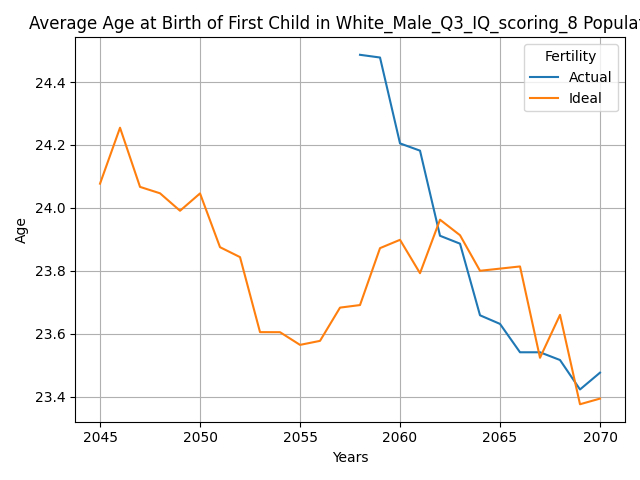 Average Age at Birth of First Child in White_Male_Q3_IQ_scoring_8 Populat
Fertility
Actual
Ideal
24.4
24.2
24.0
23.8
23.6
23.4
Age
2045 2050 2055 2060 2065 2070
Years